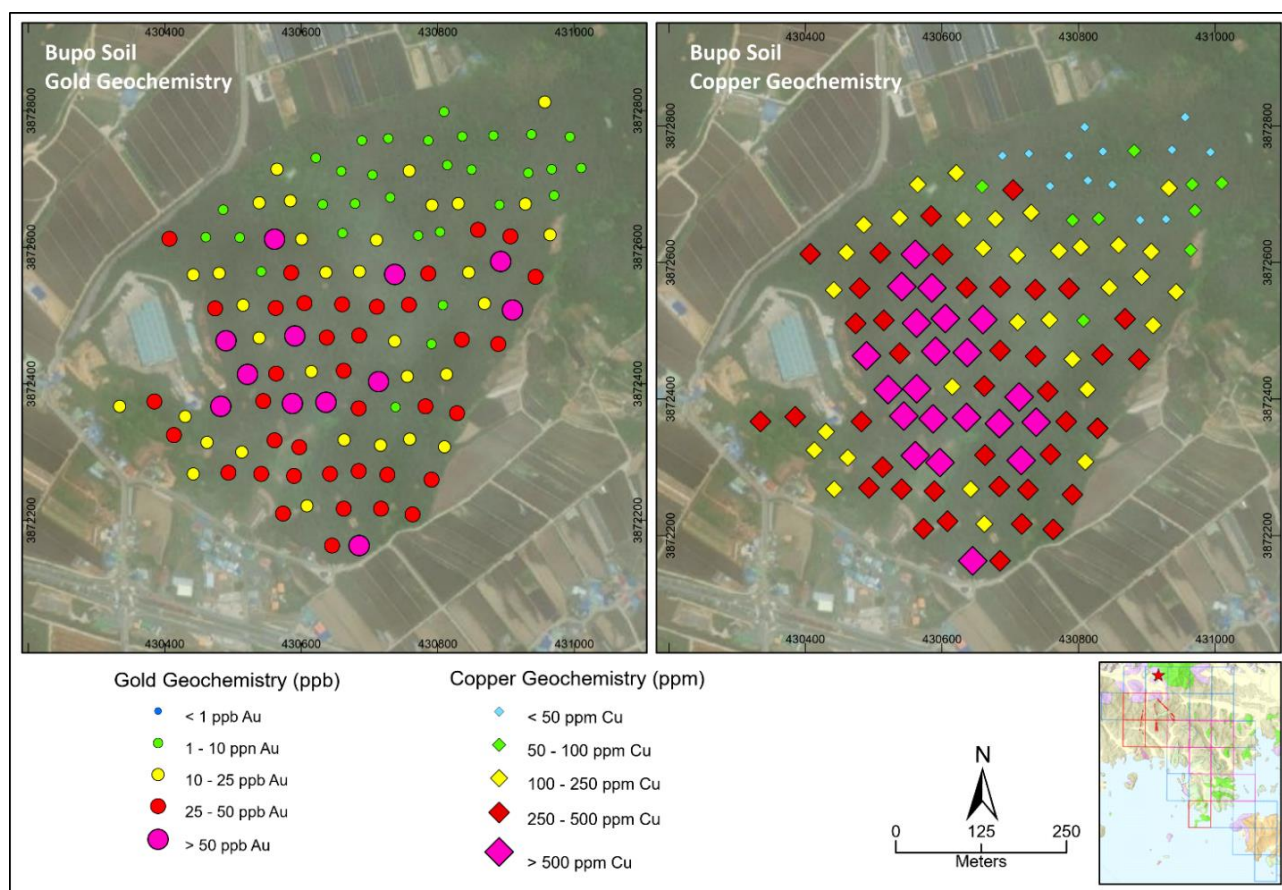 Bupo Soil
Gold Geochemistry
430400
430600
430800
431000
3872800
3872600
3872400
3872200
430400
430600
430800
431000
Bupo Soil
Copper Geochemistry
430400
430600
430800
431000
3872800
3872600
3872400
3872200
430400
430600
430800
431000
Gold Geochemistry (ppb)
< 1 ppb Au
1 - 10 ppn Au
10 - 25 ppb Au
25 - 50 ppb Au
> 50 ppb Au
Copper Geochemistry (ppm)
< 50 ppm Cu
50 - 100 ppm Cu
100 - 250 ppm Cu
250 - 500 ppm Cu
> 500 ppm Cu
N
0 125 250
Meters